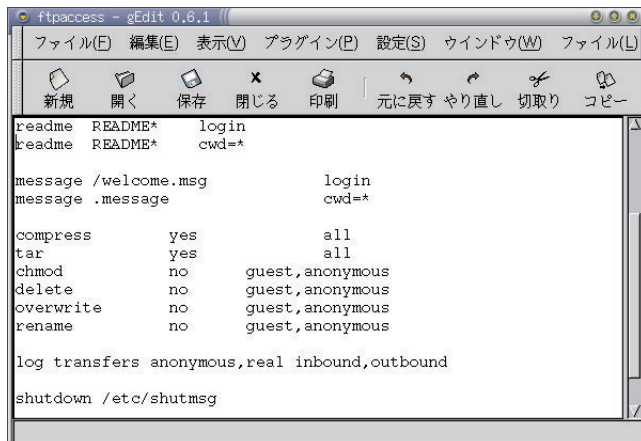 ftpaccess - gEdit 0.6.1
ファイル(F) 編集(E) 表示(V) プラグイン(P) 設定(S) ウインドウ(W) ファイル(L)
新規 開く 保存 閉じる 印刷 元に戻す やり直し 切取り コピー
readme README* login
readme README* cwd=*
message /welcome.msg login
message .message cwd=*
compress yes all
tar yes all
chmod no guest,anonymous
delete no guest,anonymous
overwrite no guest,anonymous
rename no guest,anonymous
log transfers anonymous,real inbound,outbound
shutdown /etc/shutmsg